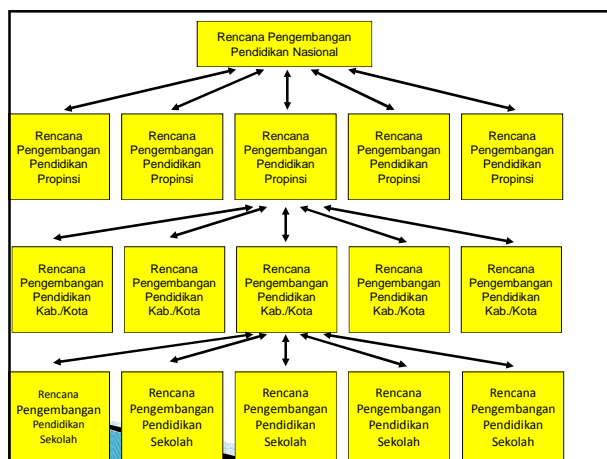 Rencana Pengembangan
Pendidikan Nasional
Rencana
Pengembangan
Pendidikan
Propinsi
Rencana
Pengembangan
Pendidikan
Propinsi
Rencana
Pengembangan
Pendidikan
Propinsi
Rencana
Pengembangan
Pendidikan
Propinsi
Rencana
Pengembangan
Pendidikan
Propinsi
Rencana
Pengembangan
Pendidikan
Kab./Kota
Rencana
Pengembangan
Pendidikan
Kab./Kota
Rencana
Pengembangan
Pendidikan
Kab./Kota
Rencana
Pengembangan
Pendidikan
Kab./Kota
Rencana
Pengembangan
Pendidikan
Kab./Kota
Rencana
Pengembangan
Pendidikan
Sekolah
Rencana
Pengembangan
Pendidikan
Sekolah
Rencana
Pengembangan
Pendidikan
Sekolah
Rencana
Pengembangan
Pendidikan
Sekolah
Rencana
Pengembangan
Pendidikan
Sekolah